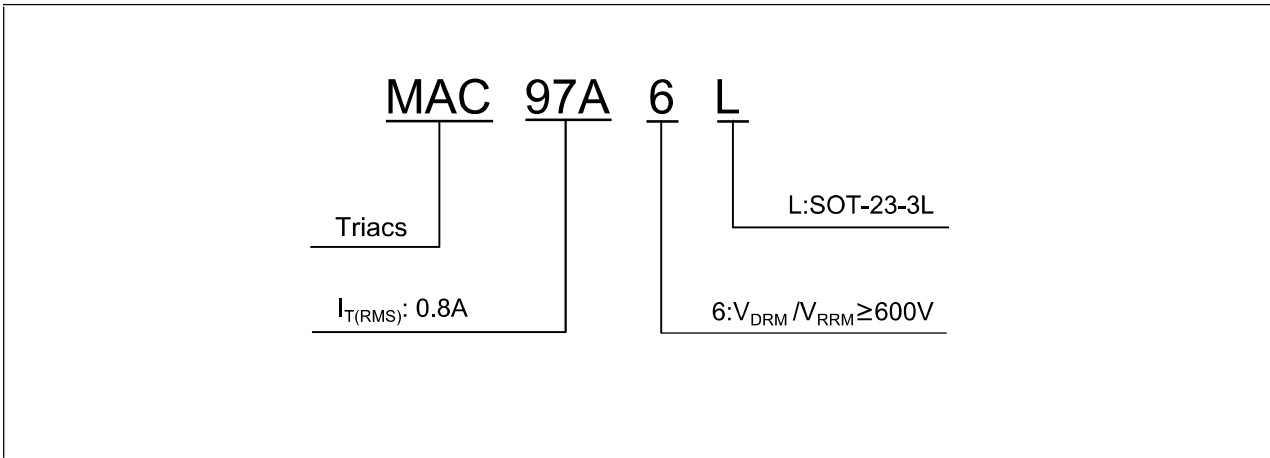 MAC 97A 6 L
L:SOT-23-3L
Triacs
I_T(RMS): 0.8A
6:V_DRM /V_RRM≥600V